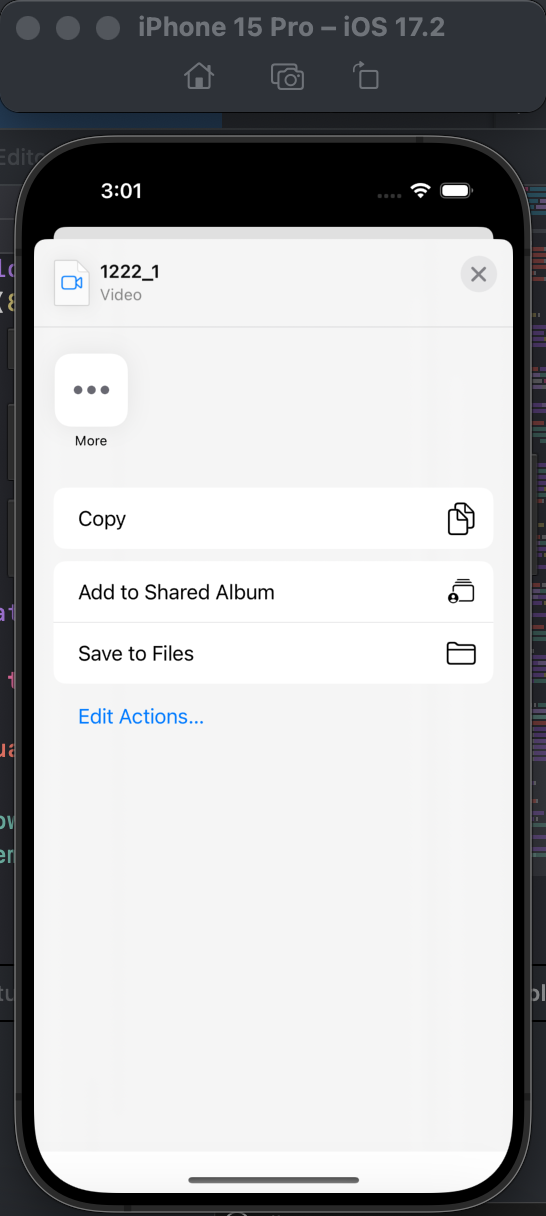 iPhone 15 Pro – iOS 17.2
3:01
1222_1
Video
More
Copy
Add to Shared Album
Save to Files
Edit Actions...